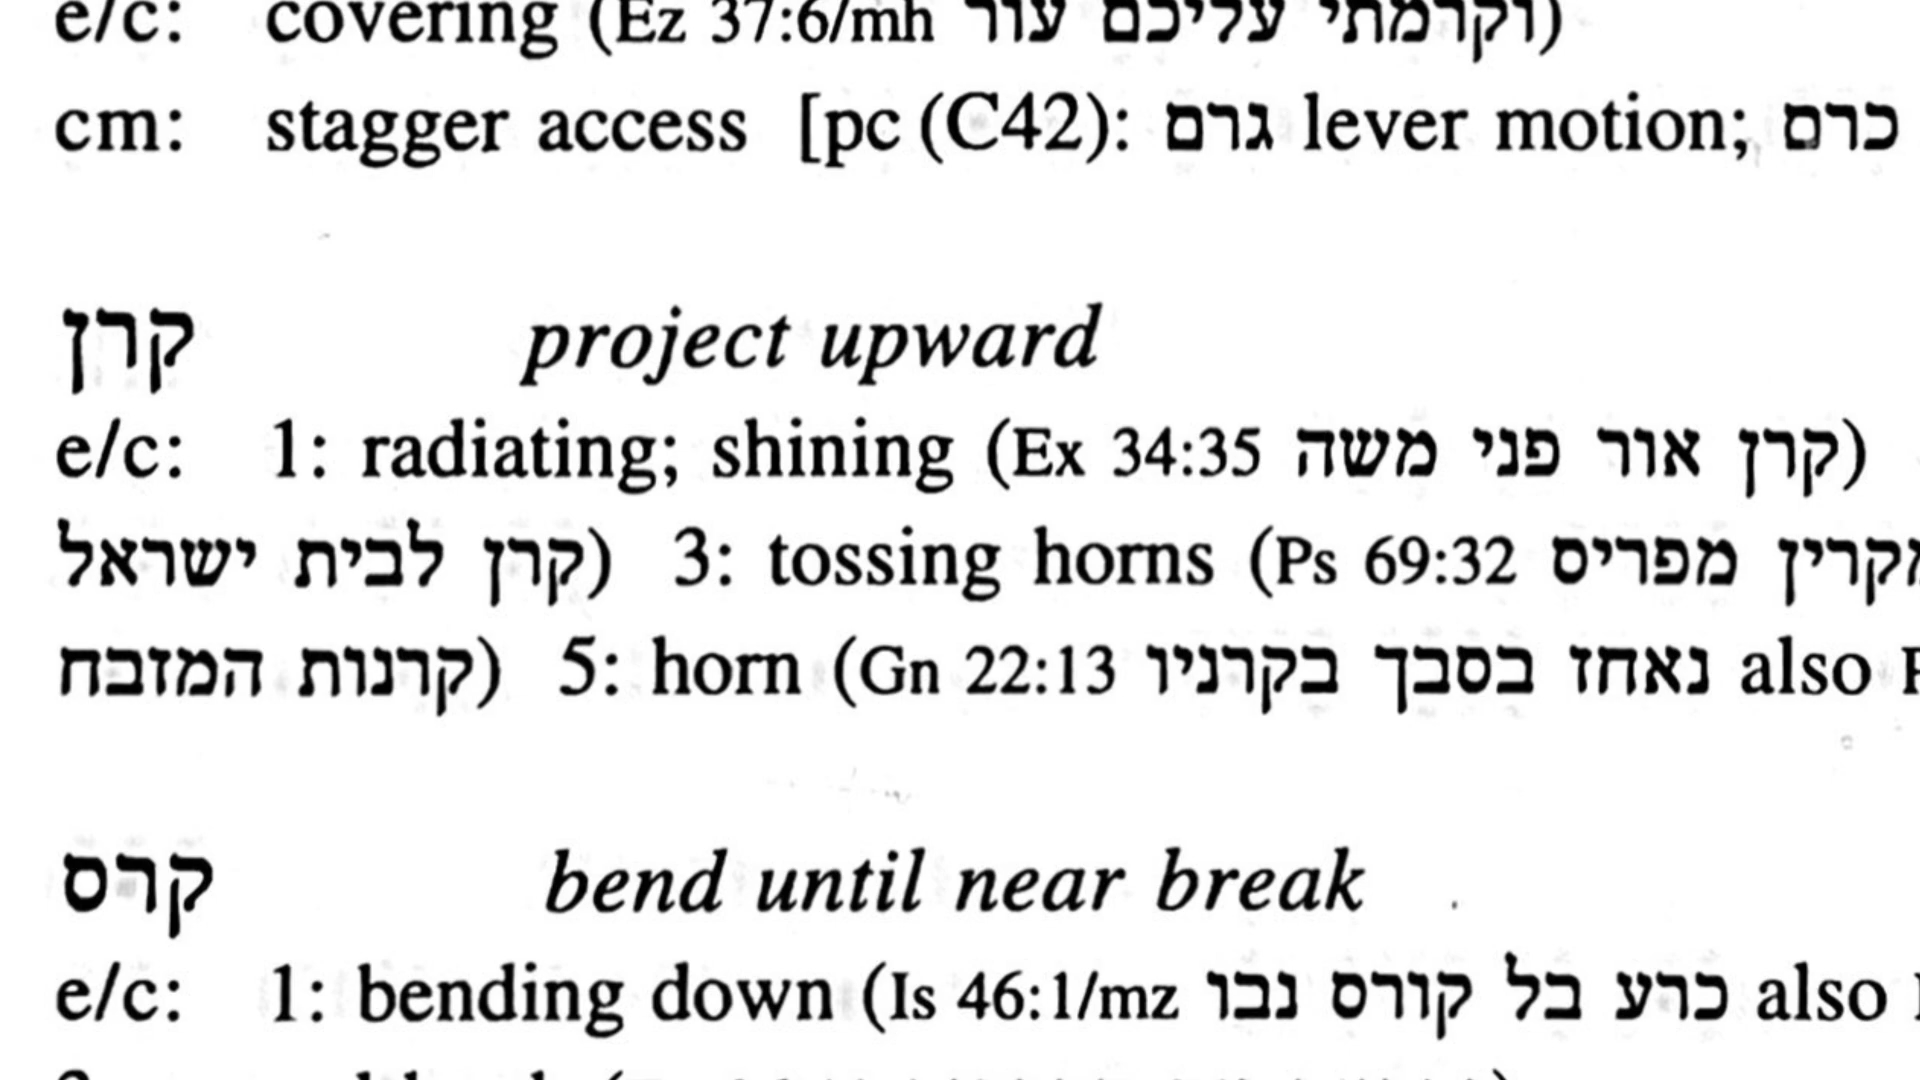 e/c: covering (Ez 37:6/mh וקרמתי עליכם עור)
cm: stagger access [pc (C42): גרם lever motion; כרם
קרן project upward
e/c: 1: radiating; shining (Ex 34:35 קרן אור פני משה)
קרן לבית ישראל) 3: tossing horns (Ps 69:32 מקרין מפריס
קרנות המזבח) 5: horn (Gn 22:13 נאחז בסבך בקרניו also
קרס bend until near break
e/c: 1: bending down (Is 46:1/mz כרע בל קורס נבו also